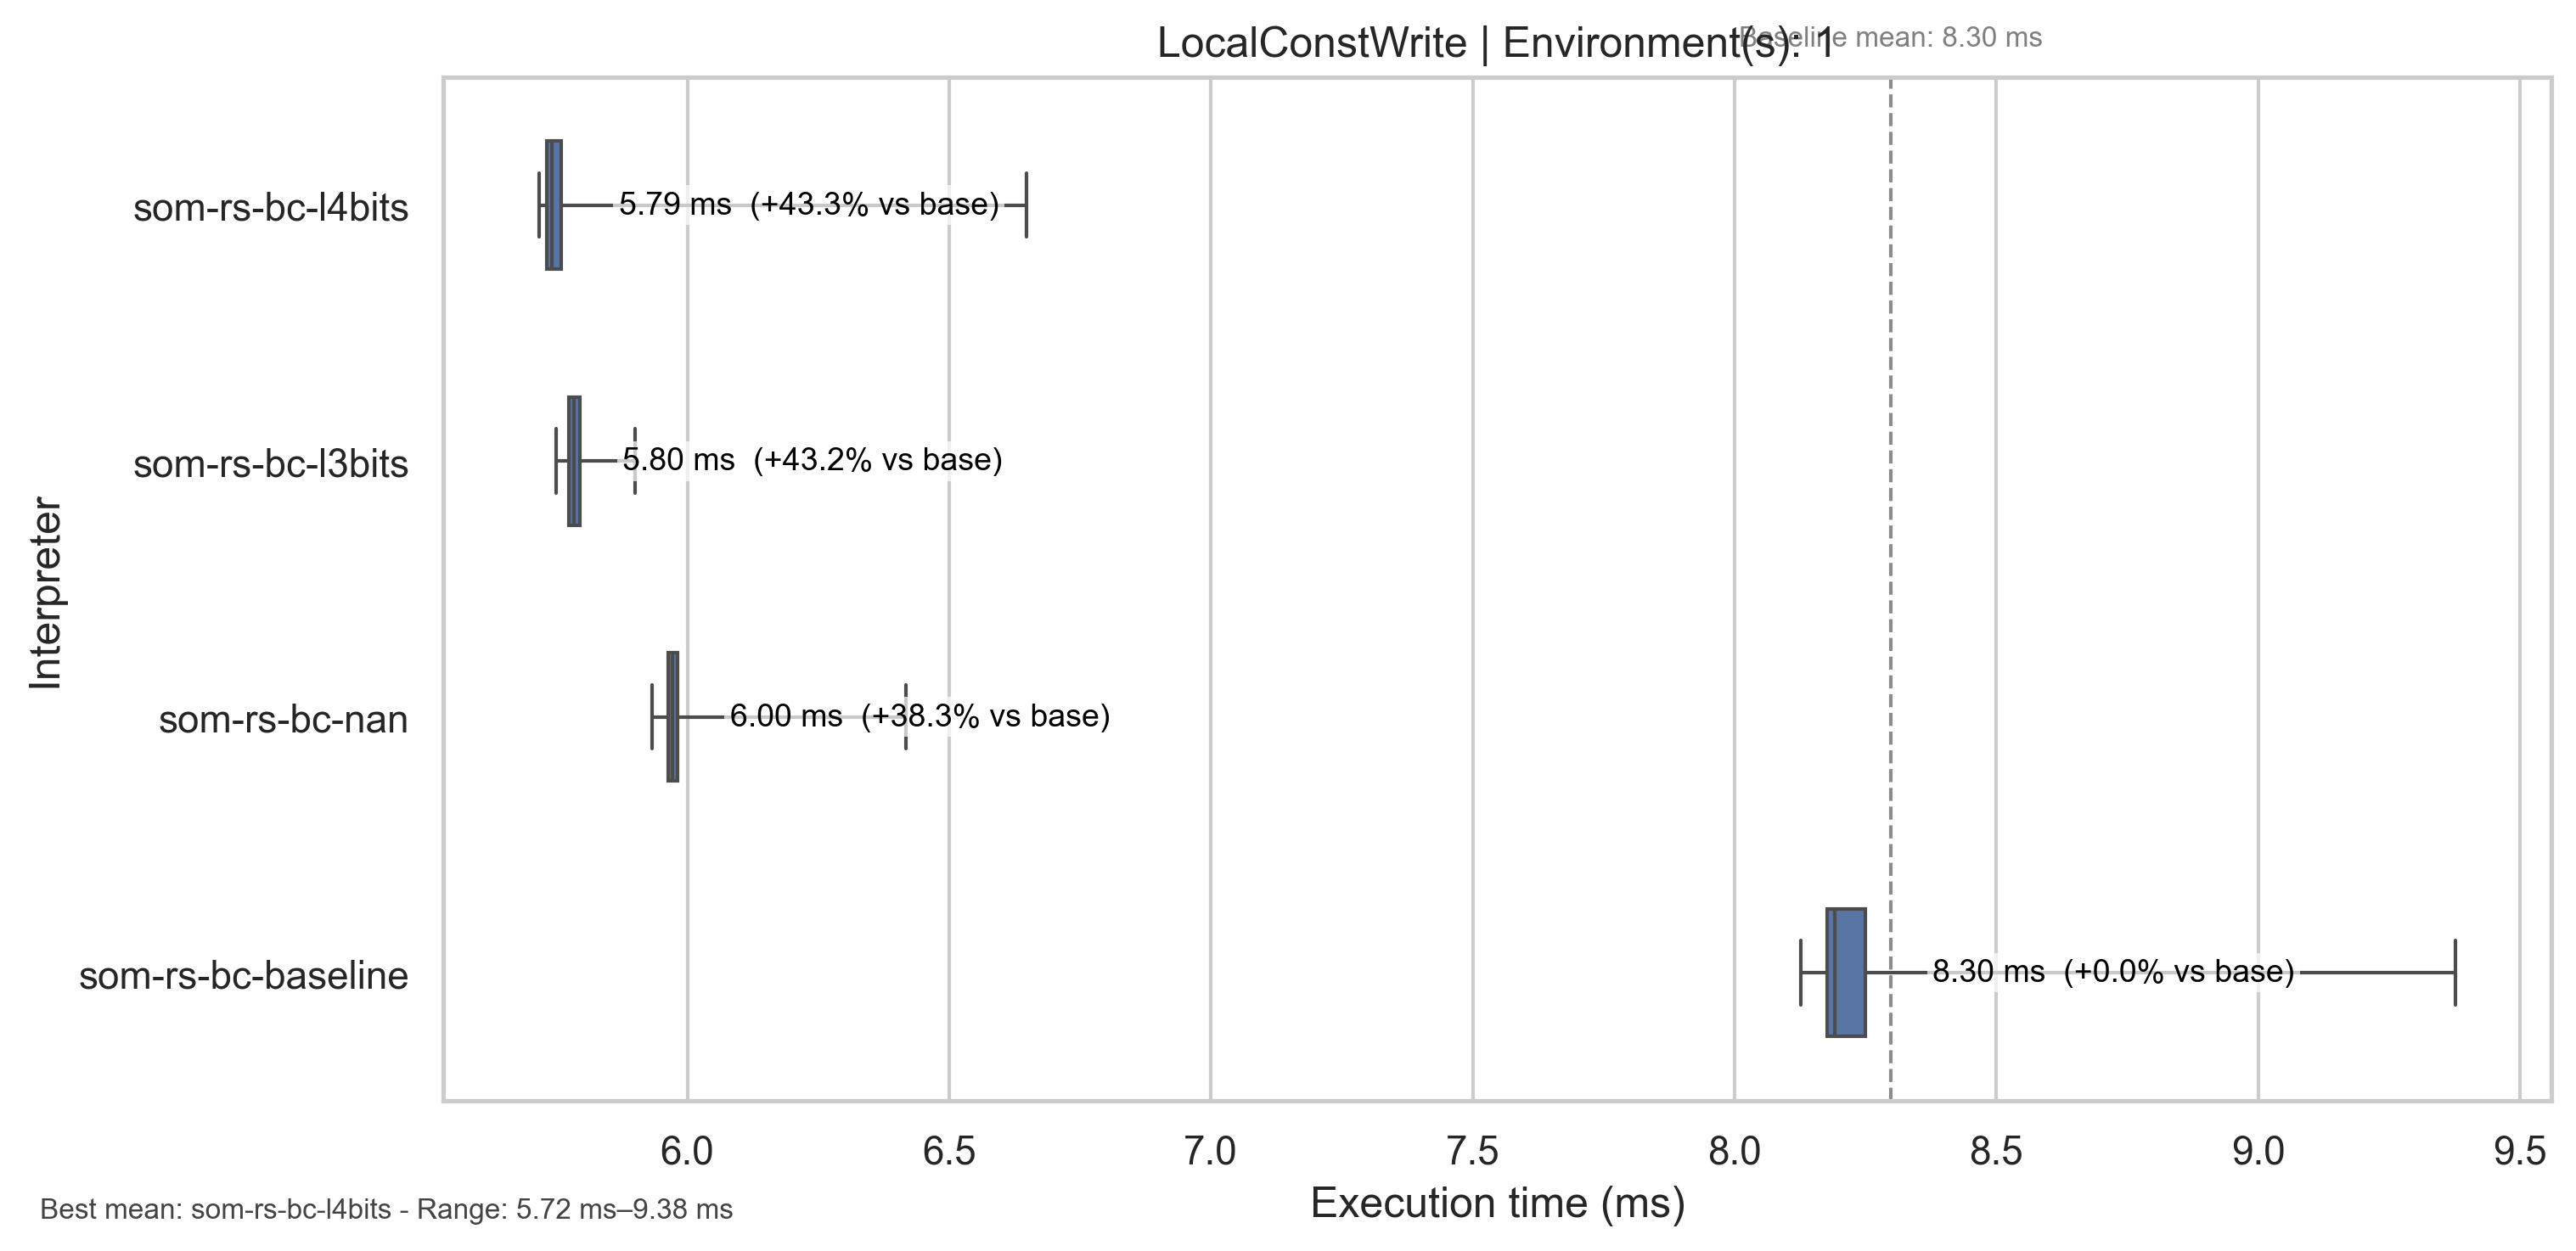 LocalConstWrite | Environment(s): 1
Baseline mean: 8.30 ms
som-rs-bc-l4bits
5.79 ms  (+43.3% vs base)
som-rs-bc-l3bits
5.80 ms  (+43.2% vs base)
som-rs-bc-nan
6.00 ms  (+38.3% vs base)
som-rs-bc-baseline
8.30 ms  (+0.0% vs base)
Interpreter
6.0 6.5 7.0 7.5 8.0 8.5 9.0 9.5
Execution time (ms)
Best mean: som-rs-bc-l4bits - Range: 5.72 ms–9.38 ms